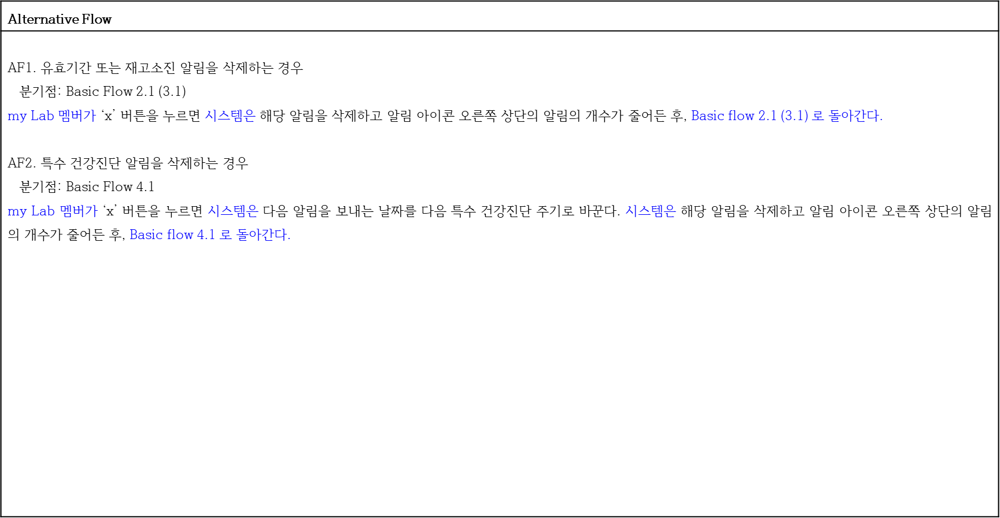 Alternative Flow
AF1. 유효기간 또는 재고소진 알림을 삭제하는 경우
분기점: Basic Flow 2.1 (3.1)
my Lab 멤버가 ‘x’ 버튼을 누르면 시스템은 해당 알림을 삭제하고 알림 아이콘 오른쪽 상단의 알림의 개수가 줄어든 후, Basic flow 2.1 (3.1) 로 돌아간다.
AF2. 특수 건강진단 알림을 삭제하는 경우
분기점: Basic Flow 4.1
my Lab 멤버가 ‘x’ 버튼을 누르면 시스템은 다음 알림을 보내는 날짜를 다음 특수 건강진단 주기로 바꾼다. 시스템은 해당 알림을 삭제하고 알림 아이콘 오른쪽 상단의 알림
의 개수가 줄어든 후, Basic flow 4.1 로 돌아간다.